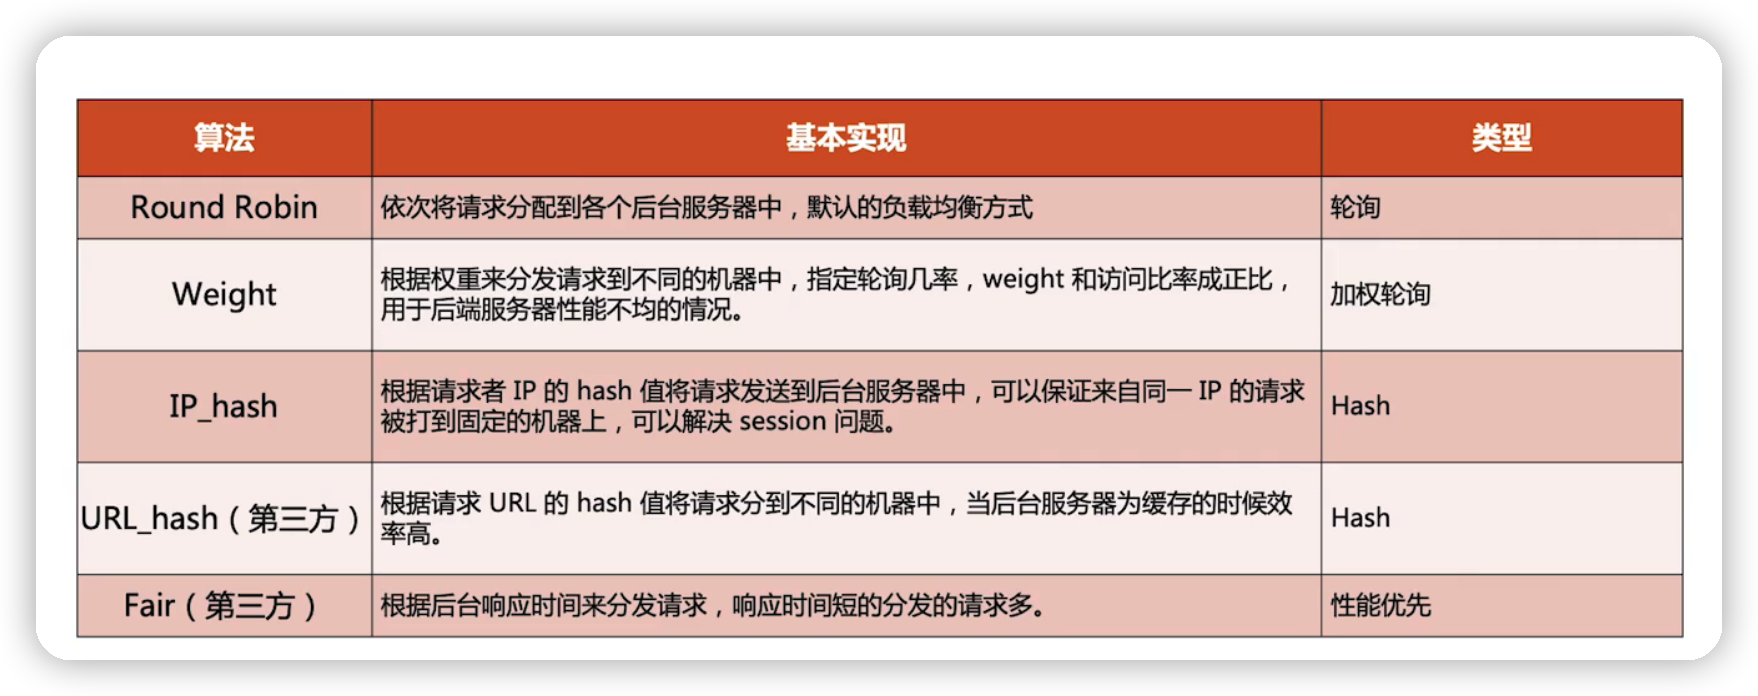 算法
基本实现
类型
Round Robin
依次将请求分配到各个后台服务器中，默认的负载均衡方式
轮询
Weight
根据权重来分发请求到不同的机器中，指定轮询几率，weight 和访问比率成正比，
用于后端服务器性能不均的情况。
加权轮询
IP_hash
根据请求者 IP 的 hash 值将请求发送到后台服务器中，可以保证来自同一 IP 的请求
被打到固定的机器上，可以解决 session 问题。
Hash
URL_hash（第三方）
根据请求 URL 的 hash 值将请求分到不同的机器中，当后台服务器为缓存的时候效
率高。
Hash
Fair（第三方）
根据后台响应时间来分发请求，响应时间短的分发的请求多。
性能优先